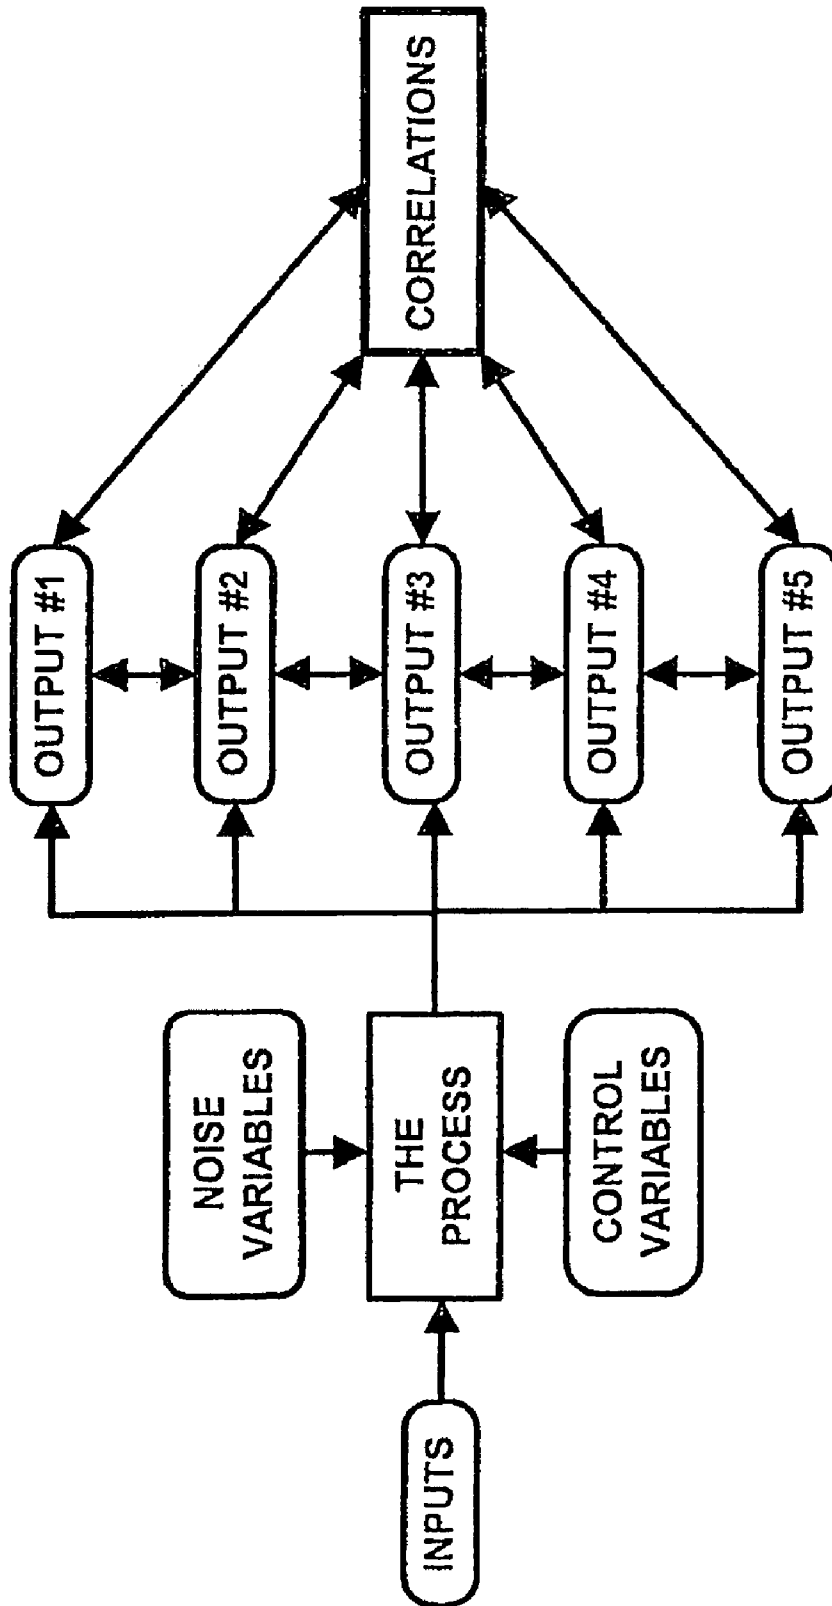 INPUTS
NOISE
VARIABLES
THE
PROCESS
CONTROL
VARIABLES
OUTPUT #1
OUTPUT #2
OUTPUT #3
OUTPUT #4
OUTPUT #5
CORRELATIONS